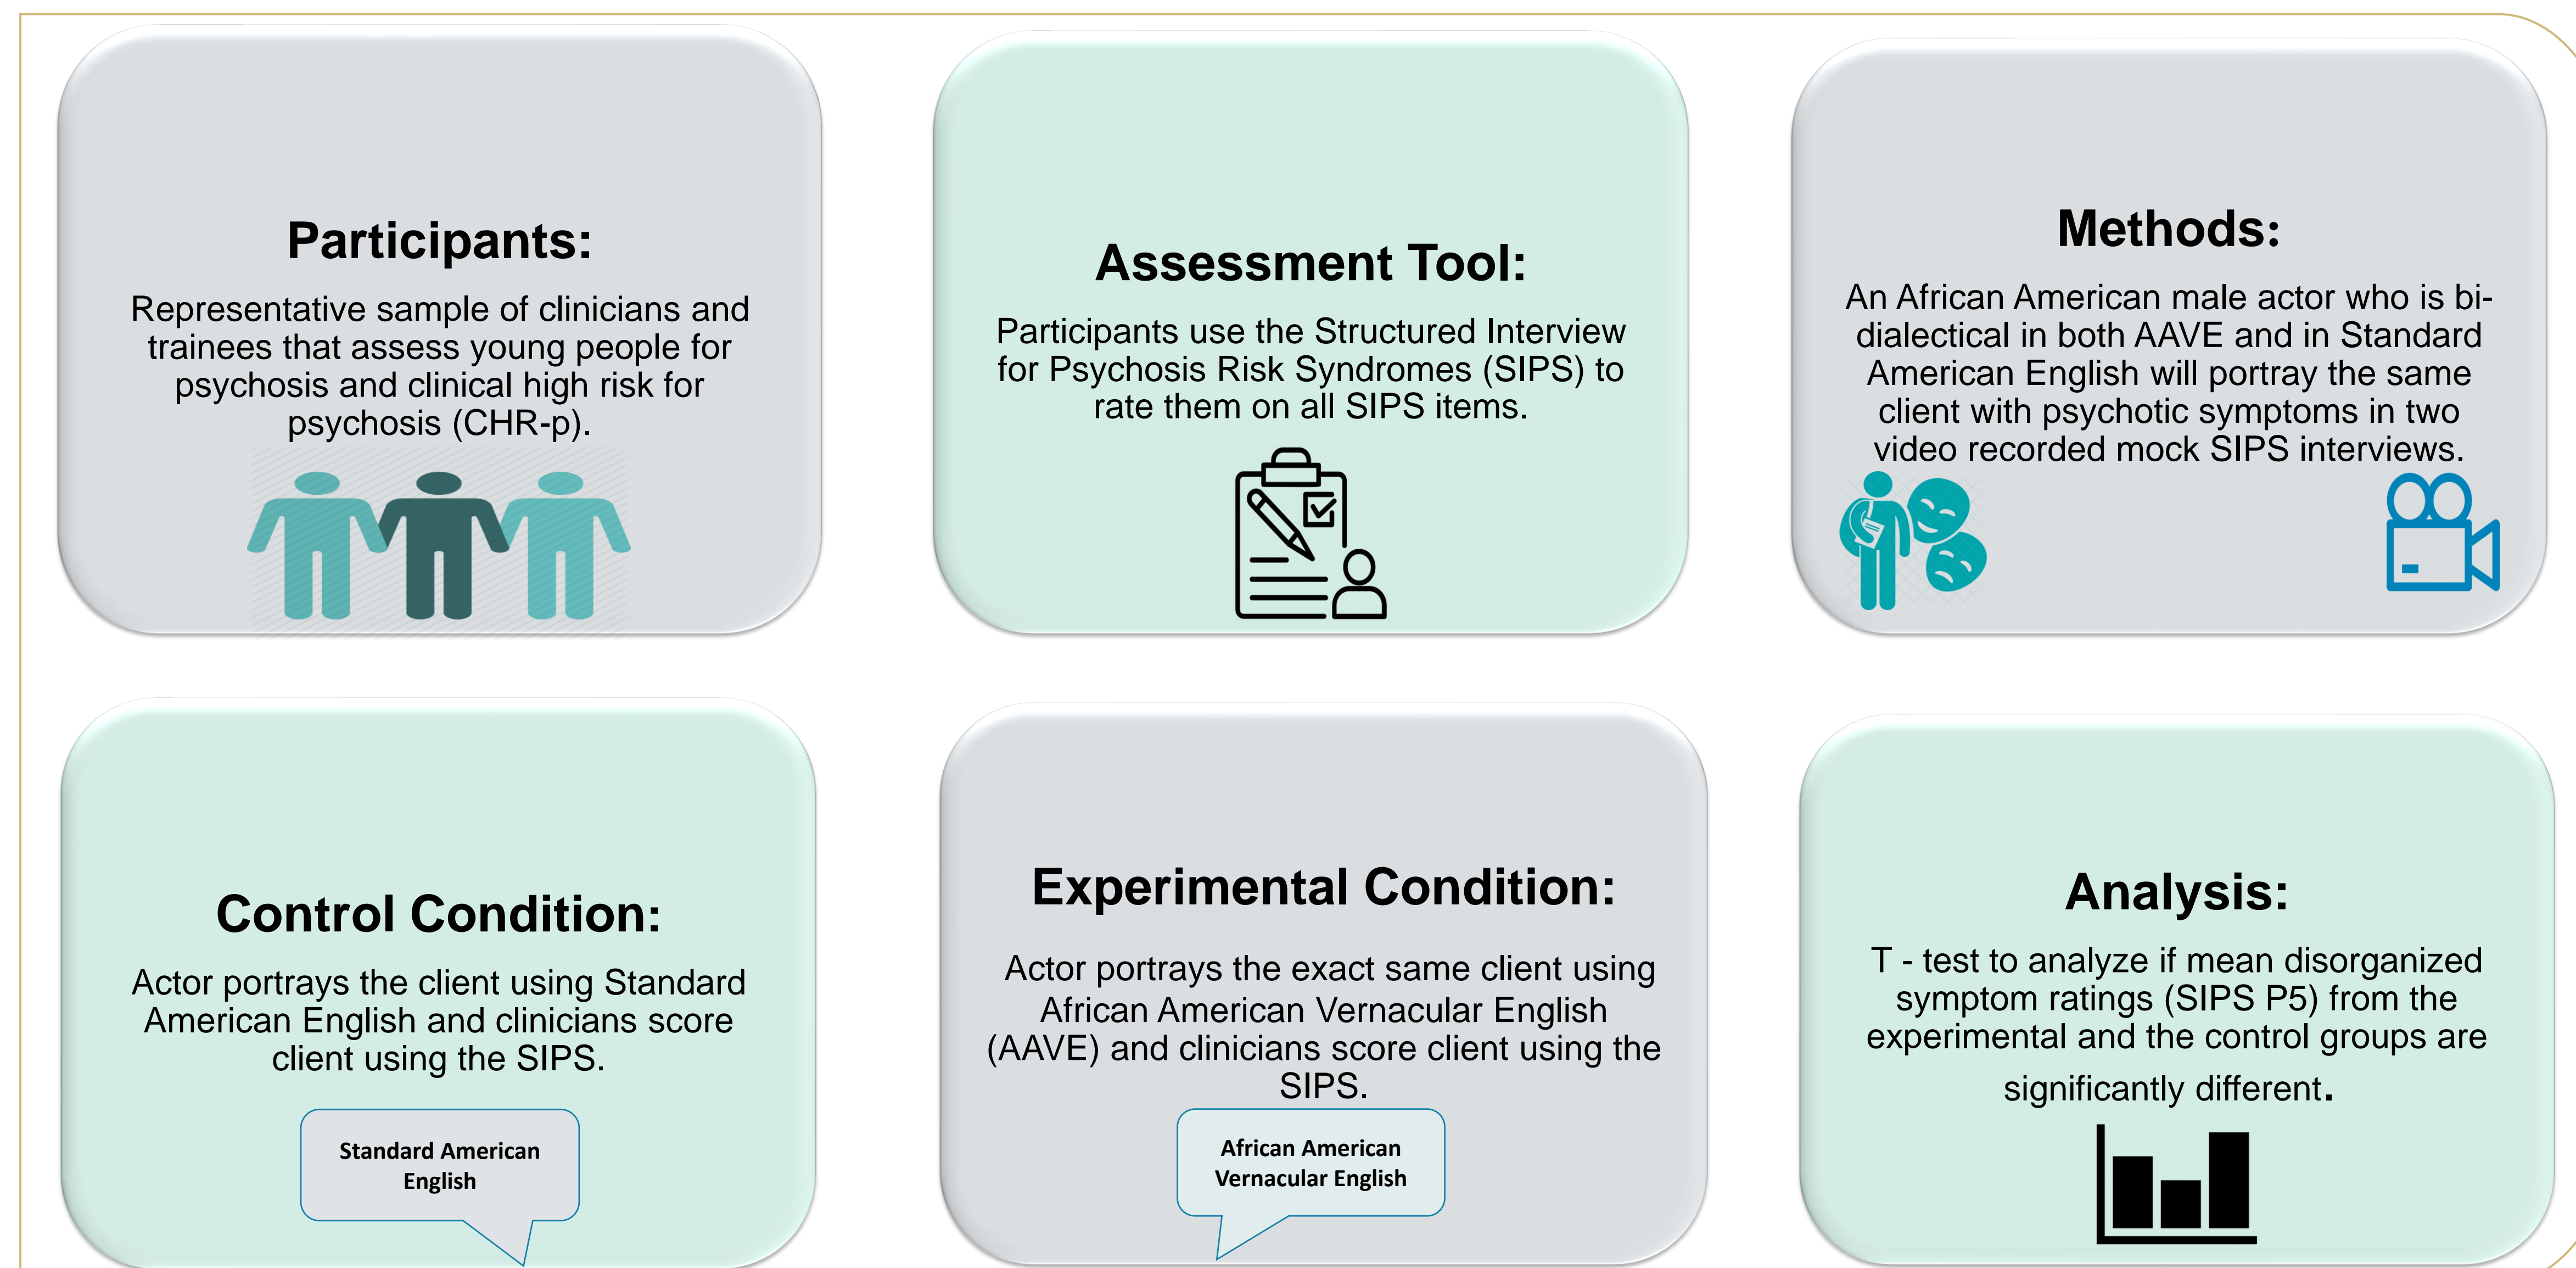 Participants:
Representative sample of clinicians and
trainees that assess young people for
psychosis and clinical high risk for
psychosis (CHR-p).
Assessment Tool:
Participants use the Structured Interview
for Psychosis Risk Syndromes (SIPS) to
rate them on all SIPS items.
Methods:
An African American male actor who is bi-
dialectical in both AAVE and in Standard
American English will portray the same
client with psychotic symptoms in two
video recorded mock SIPS interviews.
Control Condition:
Actor portrays the client using Standard
American English and clinicians score
client using the SIPS.
Standard American
English
Experimental Condition:
Actor portrays the exact same client using
African American Vernacular English
(AAVE) and clinicians score client using the
SIPS.
African American
Vernacular English
Analysis:
T - test to analyze if mean disorganized
symptom ratings (SIPS P5) from the
experimental and the control groups are
significantly different.